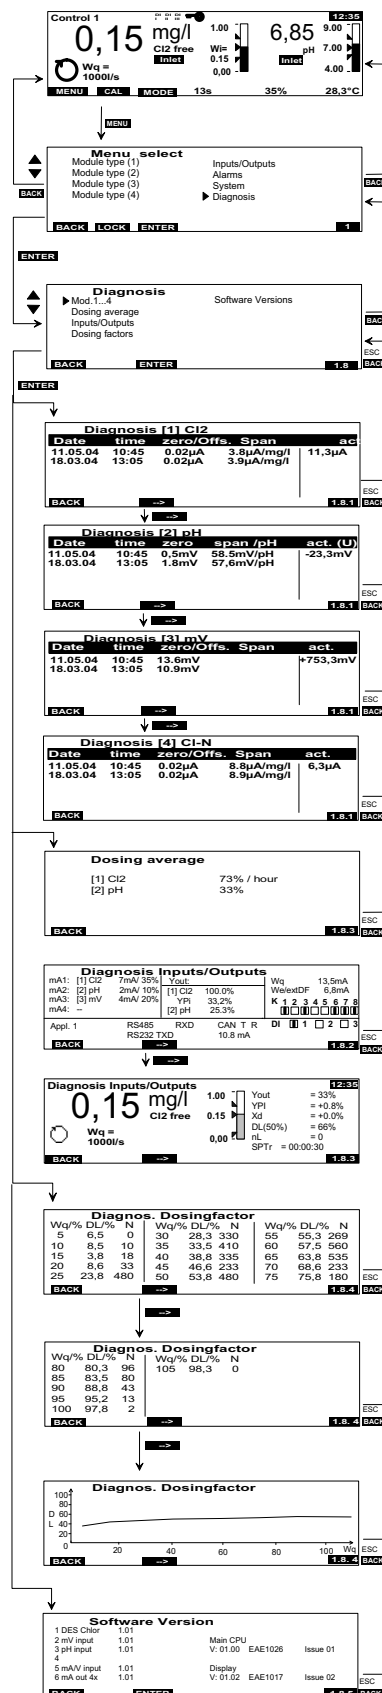 Control 1
12:35
0,15 mg/l
Cl2 free
Inlet
Wq =
1000l/s
1.00
Wi=
0.15
0,00
6,85
pH
Inlet
9.00
7.00
4.00
MENU CAL MODE 13s 35% 28,3°C
MENU
Menu select
Module type (1)
Module type (2)
Module type (3)
Module type (4)
Inputs/Outputs
Alarms
System
Diagnosis
BACK
BACK LOCK ENTER 1
ENTER
Diagnosis
Mod.1...4
Dosing average
Inputs/Outputs
Dosing factors
Software Versions
ESC
BACK ENTER 1.8 BACK
ENTER
Diagnosis [1] Cl2
Date time zero/Offs. Span
11.05.04 10:45 0.02µA 3.8µA/mg/l 11,3µA
18.03.04 13:05 0.02µA 3.9µA/mg/l
ESC
BACK --> 1.8.1 BACK
-->
Diagnosis [2] pH
Date time zero span /pH act. (U)
11.05.04 10:45 0,5mV 58.5mV/pH -23,3mV
18.03.04 13:05 1.8mV 57,6mV/pH
ESC
BACK --> 1.8.1 BACK
-->
Diagnosis [3] mV
Date time zero/Offs. Span act.
11.05.04 10:45 13.6mV +753,3mV
18.03.04 13:05 10.9mV
ESC
BACK --> 1.8.1 BACK
-->
Diagnosis [4] Cl-N
Date time zero/Offs. Span act.
11.05.04 10:45 0.02µA 8.8µA/mg/l 6,3µA
18.03.04 13:05 0.02µA 8.9µA/mg/l
ESC
BACK 1.8.1 BACK
Dosing average
[1] Cl2 73% / hour
[2] pH 33%
ESC
BACK 1.8.3 BACK
Diagnosis Inputs/Outputs
mA1: [1] Cl2 7mA/ 35%
mA2: [2] pH 2mA/ 10%
mA3: [3] mV 4mA/ 20%
mA4: --
Yout:
[1] Cl2 100.0%
YPi 33,2%
[2] pH 25.3%
Wq 13,5mA
We/extDF 6,8mA
K 1 2 3 4 5 6 7 8
Appl. 1 RS485 RXD CAN T R DI 1 2 3
RS232 TXD 10.8 mA
ESC
BACK --> 1.8.2 BACK
-->
Diagnosis Inputs/Outputs 12:35
0,15 mg/l
Cl2 free
Wq =
1000l/s
1.00
0.15
0,00
Yout = 33%
YPI = +0.8%
Xd = +0.0%
DL(50%) = 66%
nL = 0
SPTr = 00:00:30
BACK --> 1.8.3
Diagnos. Dosingfactor
Wq/% DL/% N Wq/% DL/% N Wq/% DL/% N
5 6,5 0 30 28,3 330 55 55,3 269
10 8,5 10 35 33,5 410 60 57,5 560
15 3,8 18 40 38,8 335 65 63,8 535
20 8,6 33 45 46,6 233 70 68,6 233
25 23,8 480 50 53,8 480 75 75,8 180
ESC
BACK --> 1.8.4 BACK
-->
Diagnos. Dosingfactor
Wq/% DL/% N Wq/% DL/% N
80 80,3 96 105 98,3 0
85 83,5 80
90 88,8 43
95 95,2 13
100 97,8 2
ESC
BACK --> 1.8. 4 BACK
-->
Diagnos. Dosingfactor
100
80
D 60
L 40
20
0
20 40 60 80 100 Wq
ESC
BACK --> 1.8. 4 BACK
Software Version
1 DES Chlor 1.01
2 mV input 1.01 Main CPU
3 pH input 1.01 V: 01.00 EAE1026 Issue 01
4
5 mA/V input 1.01 Display
6 mA out 4x 1.01 V: 01.02 EAE1017 Issue 02
ESC
BACK ENTER 1.8.5 BACK